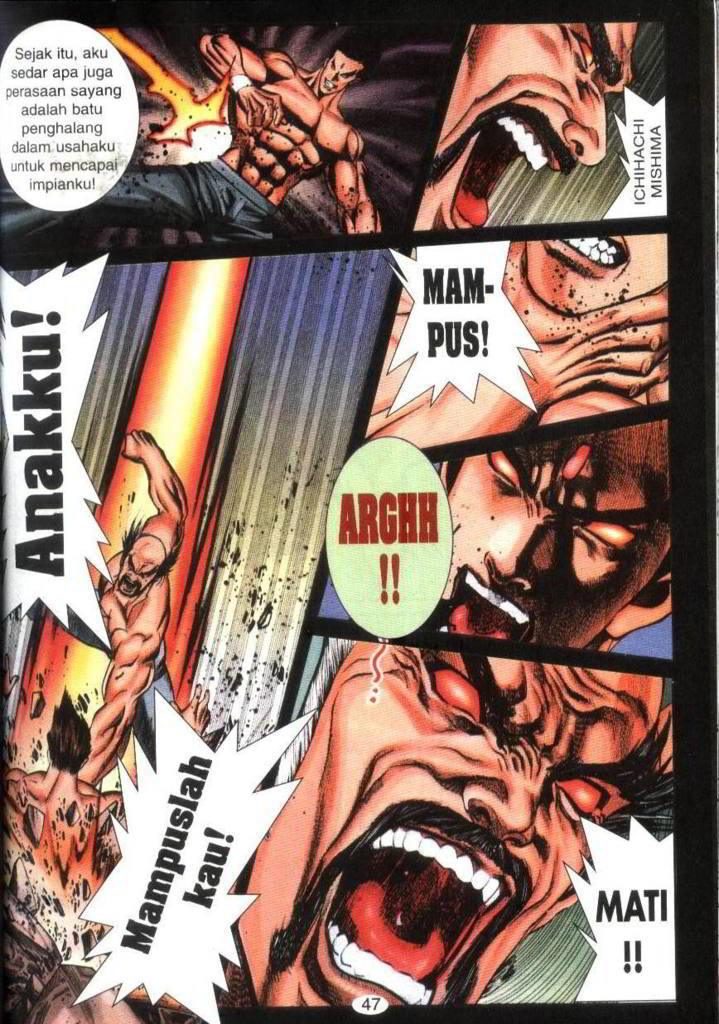 Sejak itu, aku
sedar apa juga
perasaan sayang
adalah batu
penghalang
dalam usahaku
untuk mencapai
impianku!
ICHIHACHI
MISHIMA
MAM-
PUS!
Anakku!
ARGHH
!!
Mampuslah
kau!
MATI
!!
47